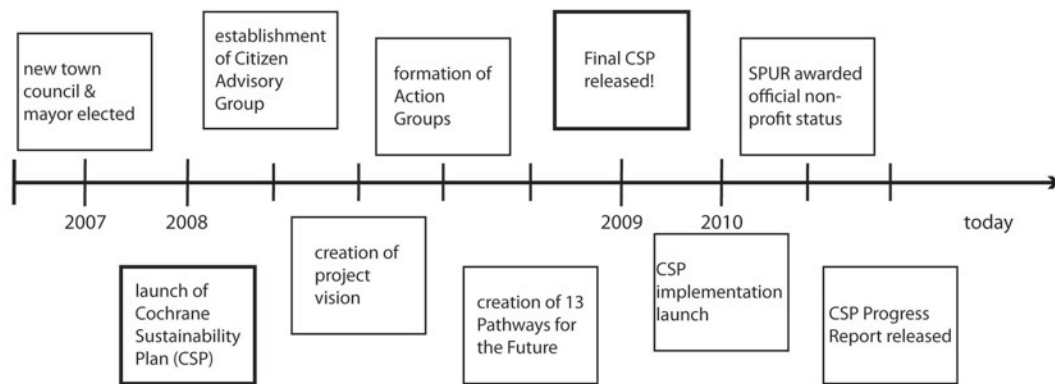 new town
council &
mayor elected
establishment
of Citizen
Advisory
Group
formation of
Action
Groups
Final CSP
released!
SPUR awarded
official non-
profit status
2007
2008
2009
2010
today
launch of
Cochrane
Sustainability
Plan (CSP)
creation of
project
vision
creation of 13
Pathways for
the Future
CSP
implementation
launch
CSP Progress
Report released